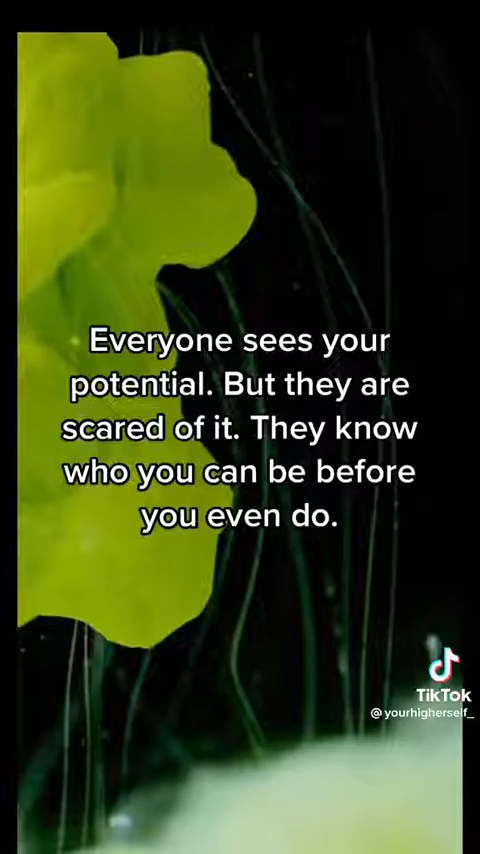 Everyone sees your
potential. But they are
scared of it. They know
who you can be before
you even do.
TikTok
@yourhigherself_